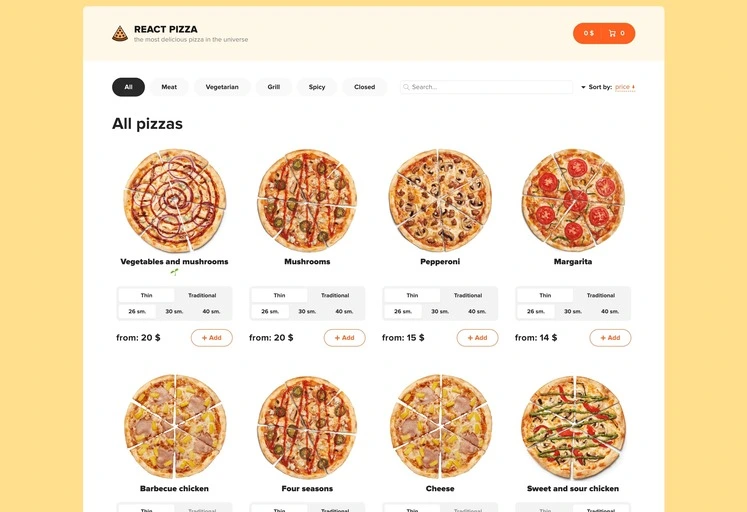 REACT PIZZA
the most delicious pizza in the universe
0 $ 0
All Meat Vegetarian Grill Spicy Closed Search... Sort by: price
All pizzas
Vegetables and mushrooms Mushrooms Pepperoni Margarita
Thin Traditional Thin Traditional Thin Traditional Thin Traditional
26 sm. 30 sm. 40 sm. 26 sm. 30 sm. 40 sm. 26 sm. 30 sm. 40 sm. 26 sm. 30 sm. 40 sm.
from: 20 $ + Add from: 20 $ + Add from: 15 $ + Add from: 14 $ + Add
Barbecue chicken Four seasons Cheese Sweet and sour chicken
Thin Traditional Thin Traditional Thin Traditional Thin Traditional